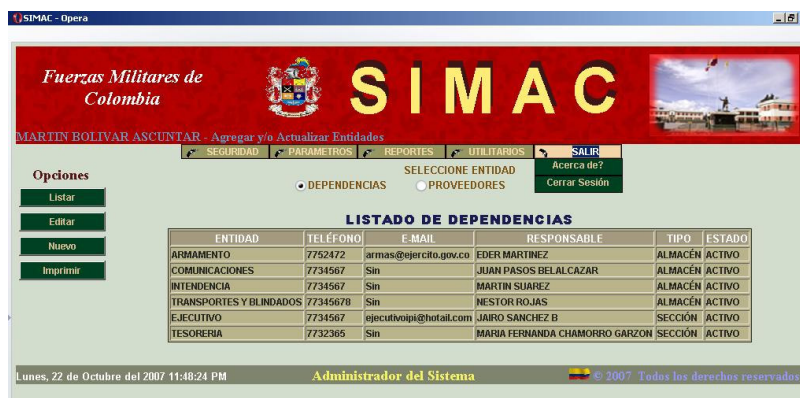 SIMAC - Opera
Fuerzas Militares de
Colombia
SIMAC
MARTIN BOLIVAR ASCUNTAR - Agregar y/o Actualizar Entidades
SEGURIDAD PARAMETROS REPORTES UTILITARIOS SALIR
Acerca de?
Cerrar Sesión
Opciones
Listar
Editar
Nuevo
Imprimir
SELECCIONE ENTIDAD
DEPENDENCIAS PROVEEDORES
LISTADO DE DEPENDENCIAS
ENTIDAD TELÉFONO E-MAIL RESPONSABLE TIPO ESTADO
ARMAMENTO 7752472 armas@ejercito.gov.co EDER MARTINEZ ALMACÉN ACTIVO
COMUNICACIONES 7734567 Sin JUAN PASOS BELALCAZAR ALMACÉN ACTIVO
INTENDENCIA 7734567 Sin MARTIN SUAREZ ALMACÉN ACTIVO
TRANSPORTES Y BLINDADOS 77345678 Sin NESTOR ROJAS ALMACÉN ACTIVO
EJECUTIVO 7734567 ejecutivoipi@hotail.com JAIRO SANCHEZ B SECCIÓN ACTIVO
TESORERIA 7732365 Sin MARIA FERNANDA CHAMORRO GARZON SECCIÓN ACTIVO
Lunes, 22 de Octubre del 2007 11:48:24 PM Administrador del Sistema © 2007 Todos los derechos reservados